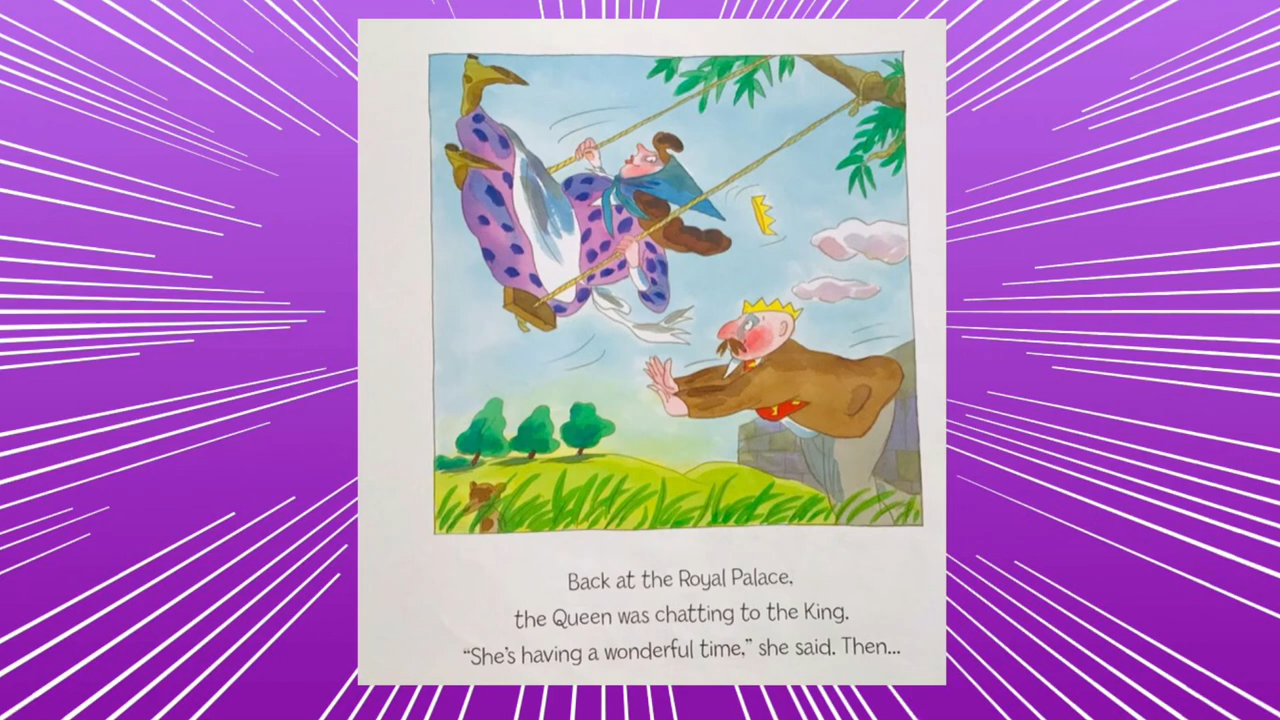 Back at the Royal Palace,
the Queen was chatting to the King.
“She’s having a wonderful time,” she said. Then...